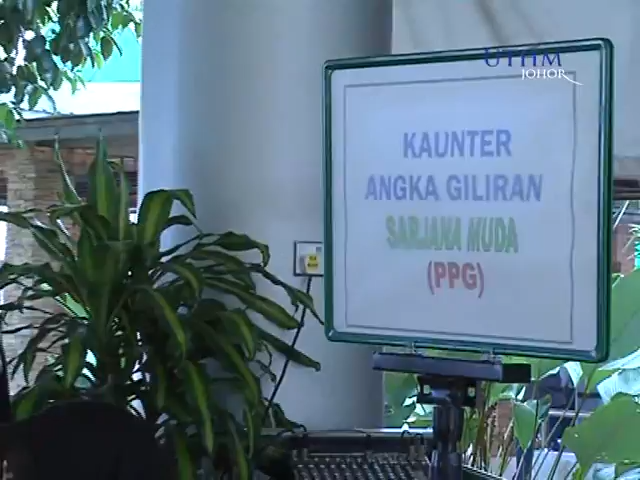 UTHM
JOHOR
KAUNTER
ANGKA GILIRAN
SARJANA MUDA
(PPG)